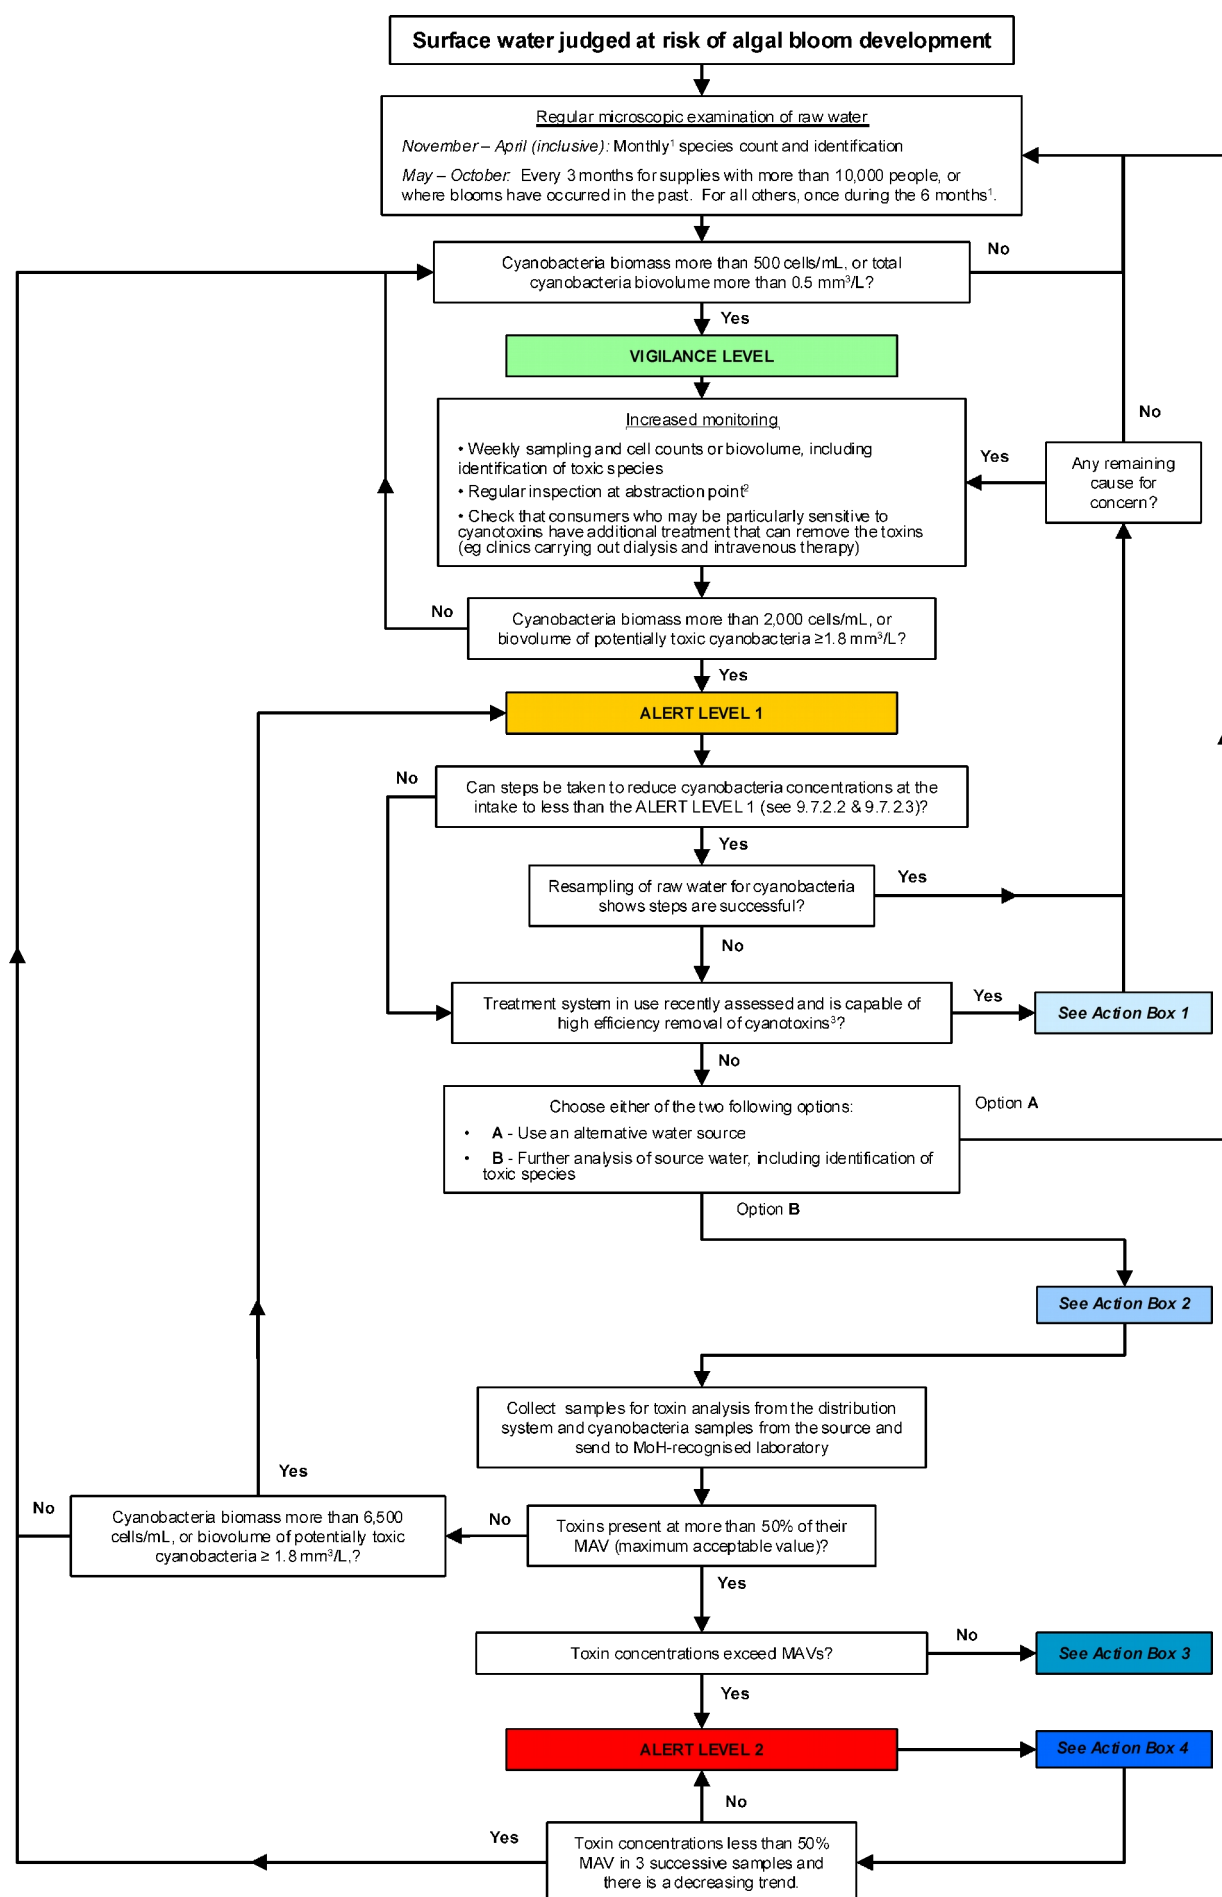 Surface water judged at risk of algal bloom development
Regular microscopic examination of raw water
November – April (inclusive): Monthly¹ species count and identification
May – October: Every 3 months for supplies with more than 10,000 people, or
where blooms have occurred in the past. For all others, once during the 6 months¹.
No
Cyanobacteria biomass more than 500 cells/mL, or total
cyanobacteria biovolume more than 0.5 mm³/L?
Yes
VIGILANCE LEVEL
Increased monitoring
• Weekly sampling and cell counts or biovolume, including
identification of toxic species
• Regular inspection at abstraction point²
• Check that consumers who may be particularly sensitive to
cyanotoxins have additional treatment that can remove the toxins
(eg clinics carrying out dialysis and intravenous therapy)
No
Yes
Any remaining
cause for
concern?
No
Cyanobacteria biomass more than 2,000 cells/mL, or
biovolume of potentially toxic cyanobacteria ≥1.8 mm³/L?
Yes
ALERT LEVEL 1
No
Can steps be taken to reduce cyanobacteria concentrations at the
intake to less than the ALERT LEVEL 1 (see 9.7.2.2 & 9.7.2.3)?
Yes
Resampling of raw water for cyanobacteria
shows steps are successful?
Yes
No
Treatment system in use recently assessed and is capable of
high efficiency removal of cyanotoxins³?
Yes
See Action Box 1
No
Choose either of the two following options:
• A - Use an alternative water source
• B - Further analysis of source water, including identification of
toxic species
Option A
Option B
See Action Box 2
Collect samples for toxin analysis from the distribution
system and cyanobacteria samples from the source and
send to MoH-recognised laboratory
Yes
No
Cyanobacteria biomass more than 6,500
cells/mL, or biovolume of potentially toxic
cyanobacteria ≥ 1.8 mm³/L,?
No
Toxins present at more than 50% of their
MAV (maximum acceptable value)?
Yes
Toxin concentrations exceed MAVs?
No
See Action Box 3
Yes
ALERT LEVEL 2
See Action Box 4
No
Yes
Toxin concentrations less than 50%
MAV in 3 successive samples and
there is a decreasing trend.